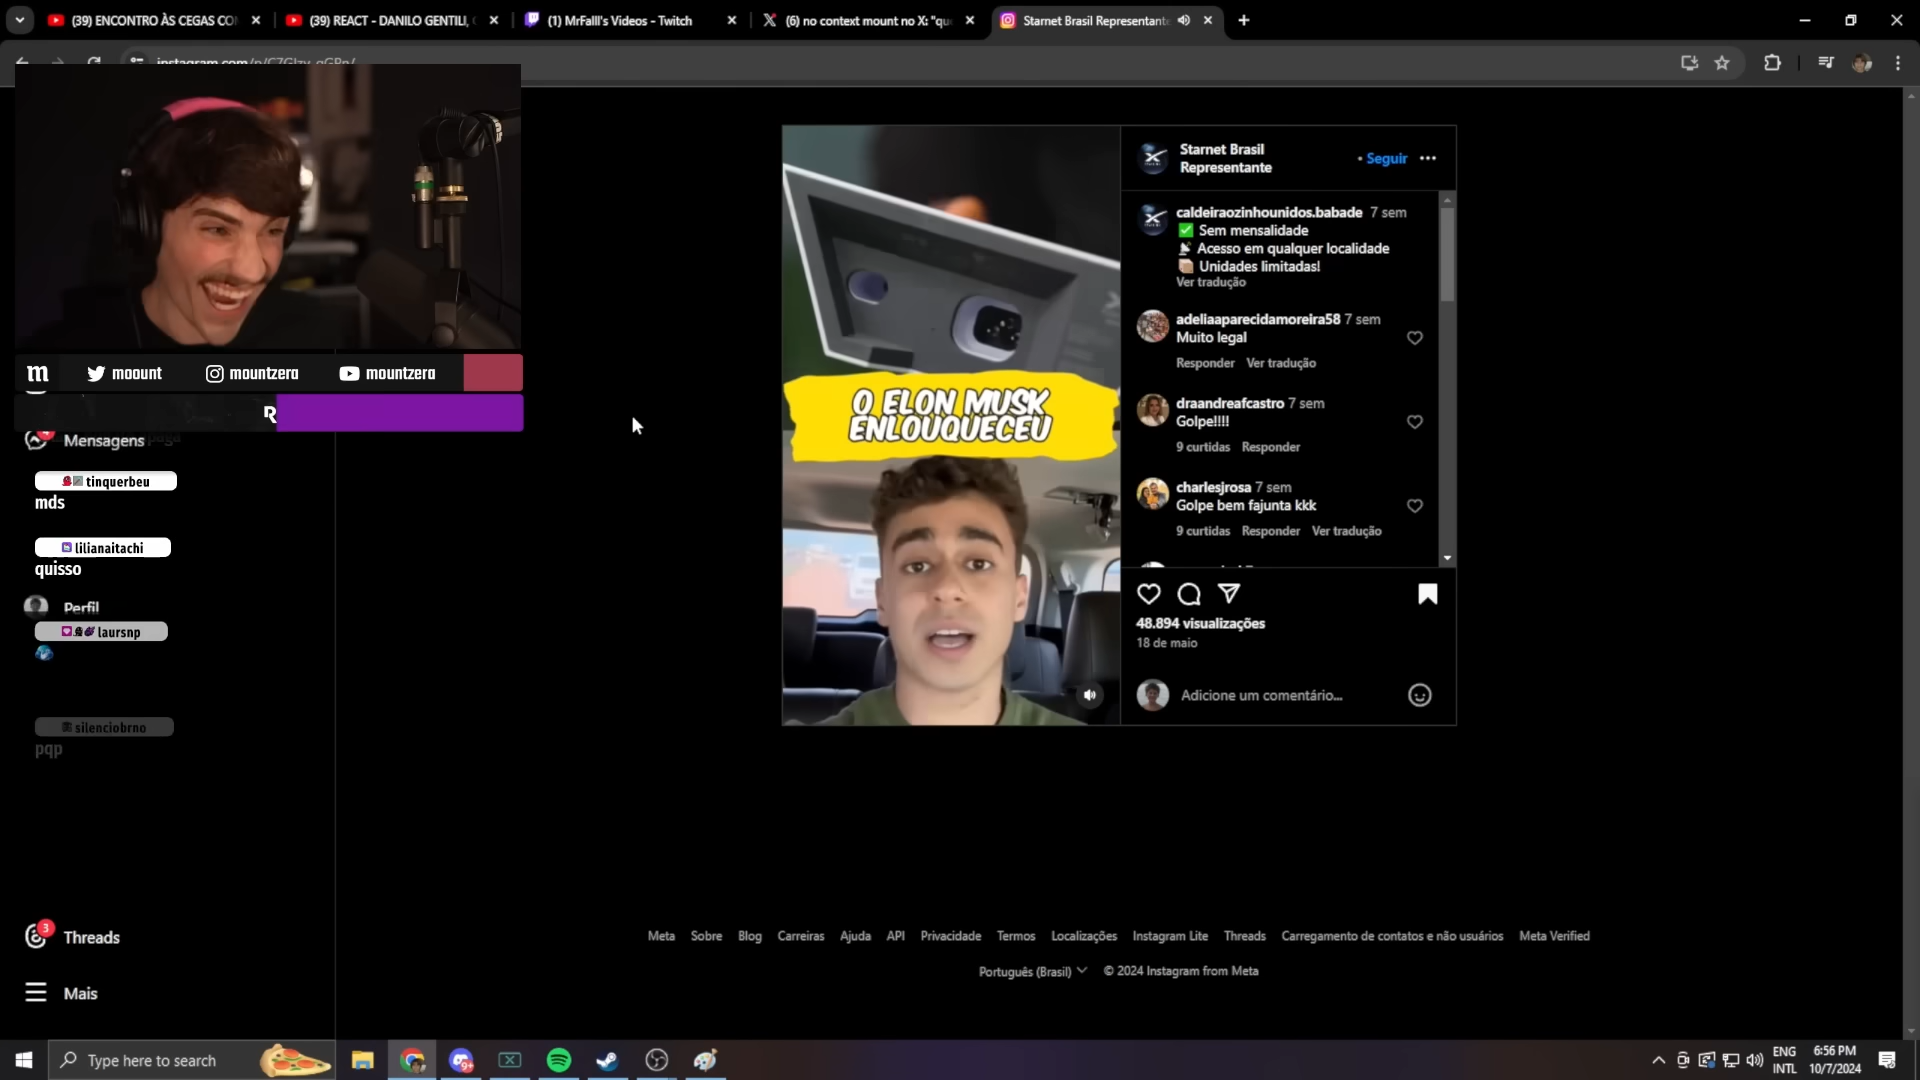 (39) ENCONTRO ÀS CEGAS CO
(39) REACT - DANILO GENTILI,
(1) MrFalll's Videos - Twitch
(6) no context mount no X: "qu
Starnet Brasil Representant
moount
mountzera
mountzera
R
Mensagens
tinquerbeu
mds
lilianaitachi
quisso
Perfil
laursnp
silenciobrno
pqp
Threads
3
Mais
O ELON MUSK
ENLOUQUECEU
Starnet Brasil
Representante
• Seguir
caldeiraozinhounidos.babade 7 sem
✅ Sem mensalidade
📡 Acesso em qualquer localidade
📦 Unidades limitadas!
Ver tradução
adeliaaparecidamoreira58 7 sem
Muito legal
Responder Ver tradução
draandreafcastro 7 sem
Golpe!!!!
9 curtidas Responder
charlesjrosa 7 sem
Golpe bem fajunta kkk
9 curtidas Responder Ver tradução
48.894 visualizações
18 de maio
Adicione um comentário...
Meta Sobre Blog Carreiras Ajuda API Privacidade Termos Localizações Instagram Lite Threads Carregamento de contatos e não usuários Meta Verified
Português (Brasil) © 2024 Instagram from Meta
Type here to search
9+
ENG
INTL
6:56 PM
10/7/2024